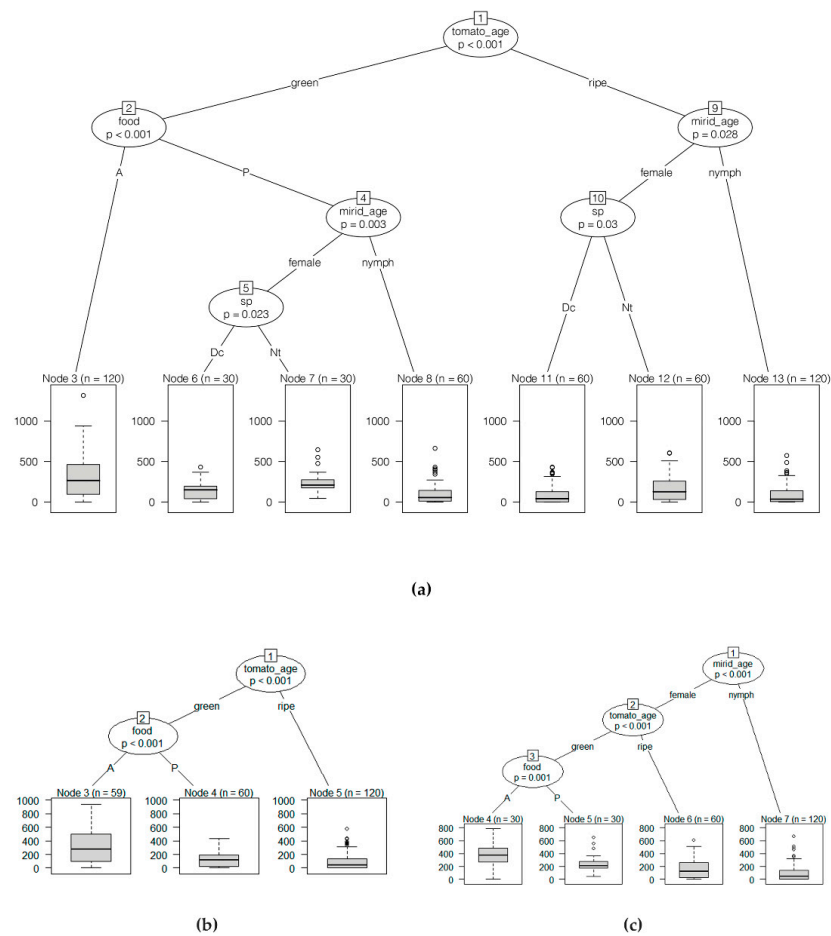 1
tomato_age
p < 0.001
green
ripe
2
food
p < 0.001
9
mirid_age
p = 0.028
A
P
female
nymph
4
mirid_age
p = 0.003
10
sp
p = 0.03
female
nymph
5
sp
p = 0.023
Dc
Nt
Dc
Nt
Node 3 (n = 120)
Node 6 (n = 30)
Node 7 (n = 30)
Node 8 (n = 60)
Node 11 (n = 60)
Node 12 (n = 60)
Node 13 (n = 120)
1000 1000 1000 1000 1000 1000 1000
500 500 500 500 500 500 500
0 0 0 0 0 0 0
(a)
1
tomato_age
p < 0.001
green
ripe
2
food
p < 0.001
A
P
Node 3 (n = 59)
Node 4 (n = 60)
Node 5 (n = 120)
1000 1000 1000
800 800 800
600 600 600
400 400 400
200 200 200
0 0 0
(b)
1
mirid_age
p < 0.001
female
nymph
2
tomato_age
p < 0.001
green
ripe
3
food
p = 0.001
A
P
Node 4 (n = 30)
Node 5 (n = 30)
Node 6 (n = 60)
Node 7 (n = 120)
800 800 800 800
600 600 600 600
400 400 400 400
200 200 200 200
0 0 0 0
(c)